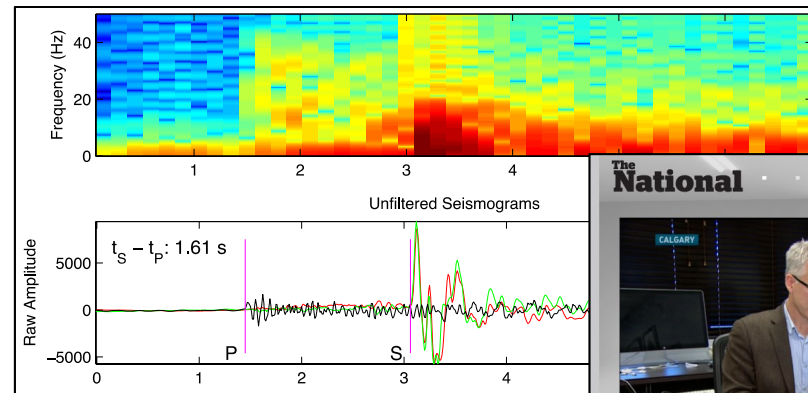 Frequency (Hz)
40
20
0
1
2
3
4
Unfiltered Seismograms
Raw Amplitude
t_S − t_P: 1.61 s
5000
0
−5000
P
S
0
1
2
3
4
The
National
CALGARY